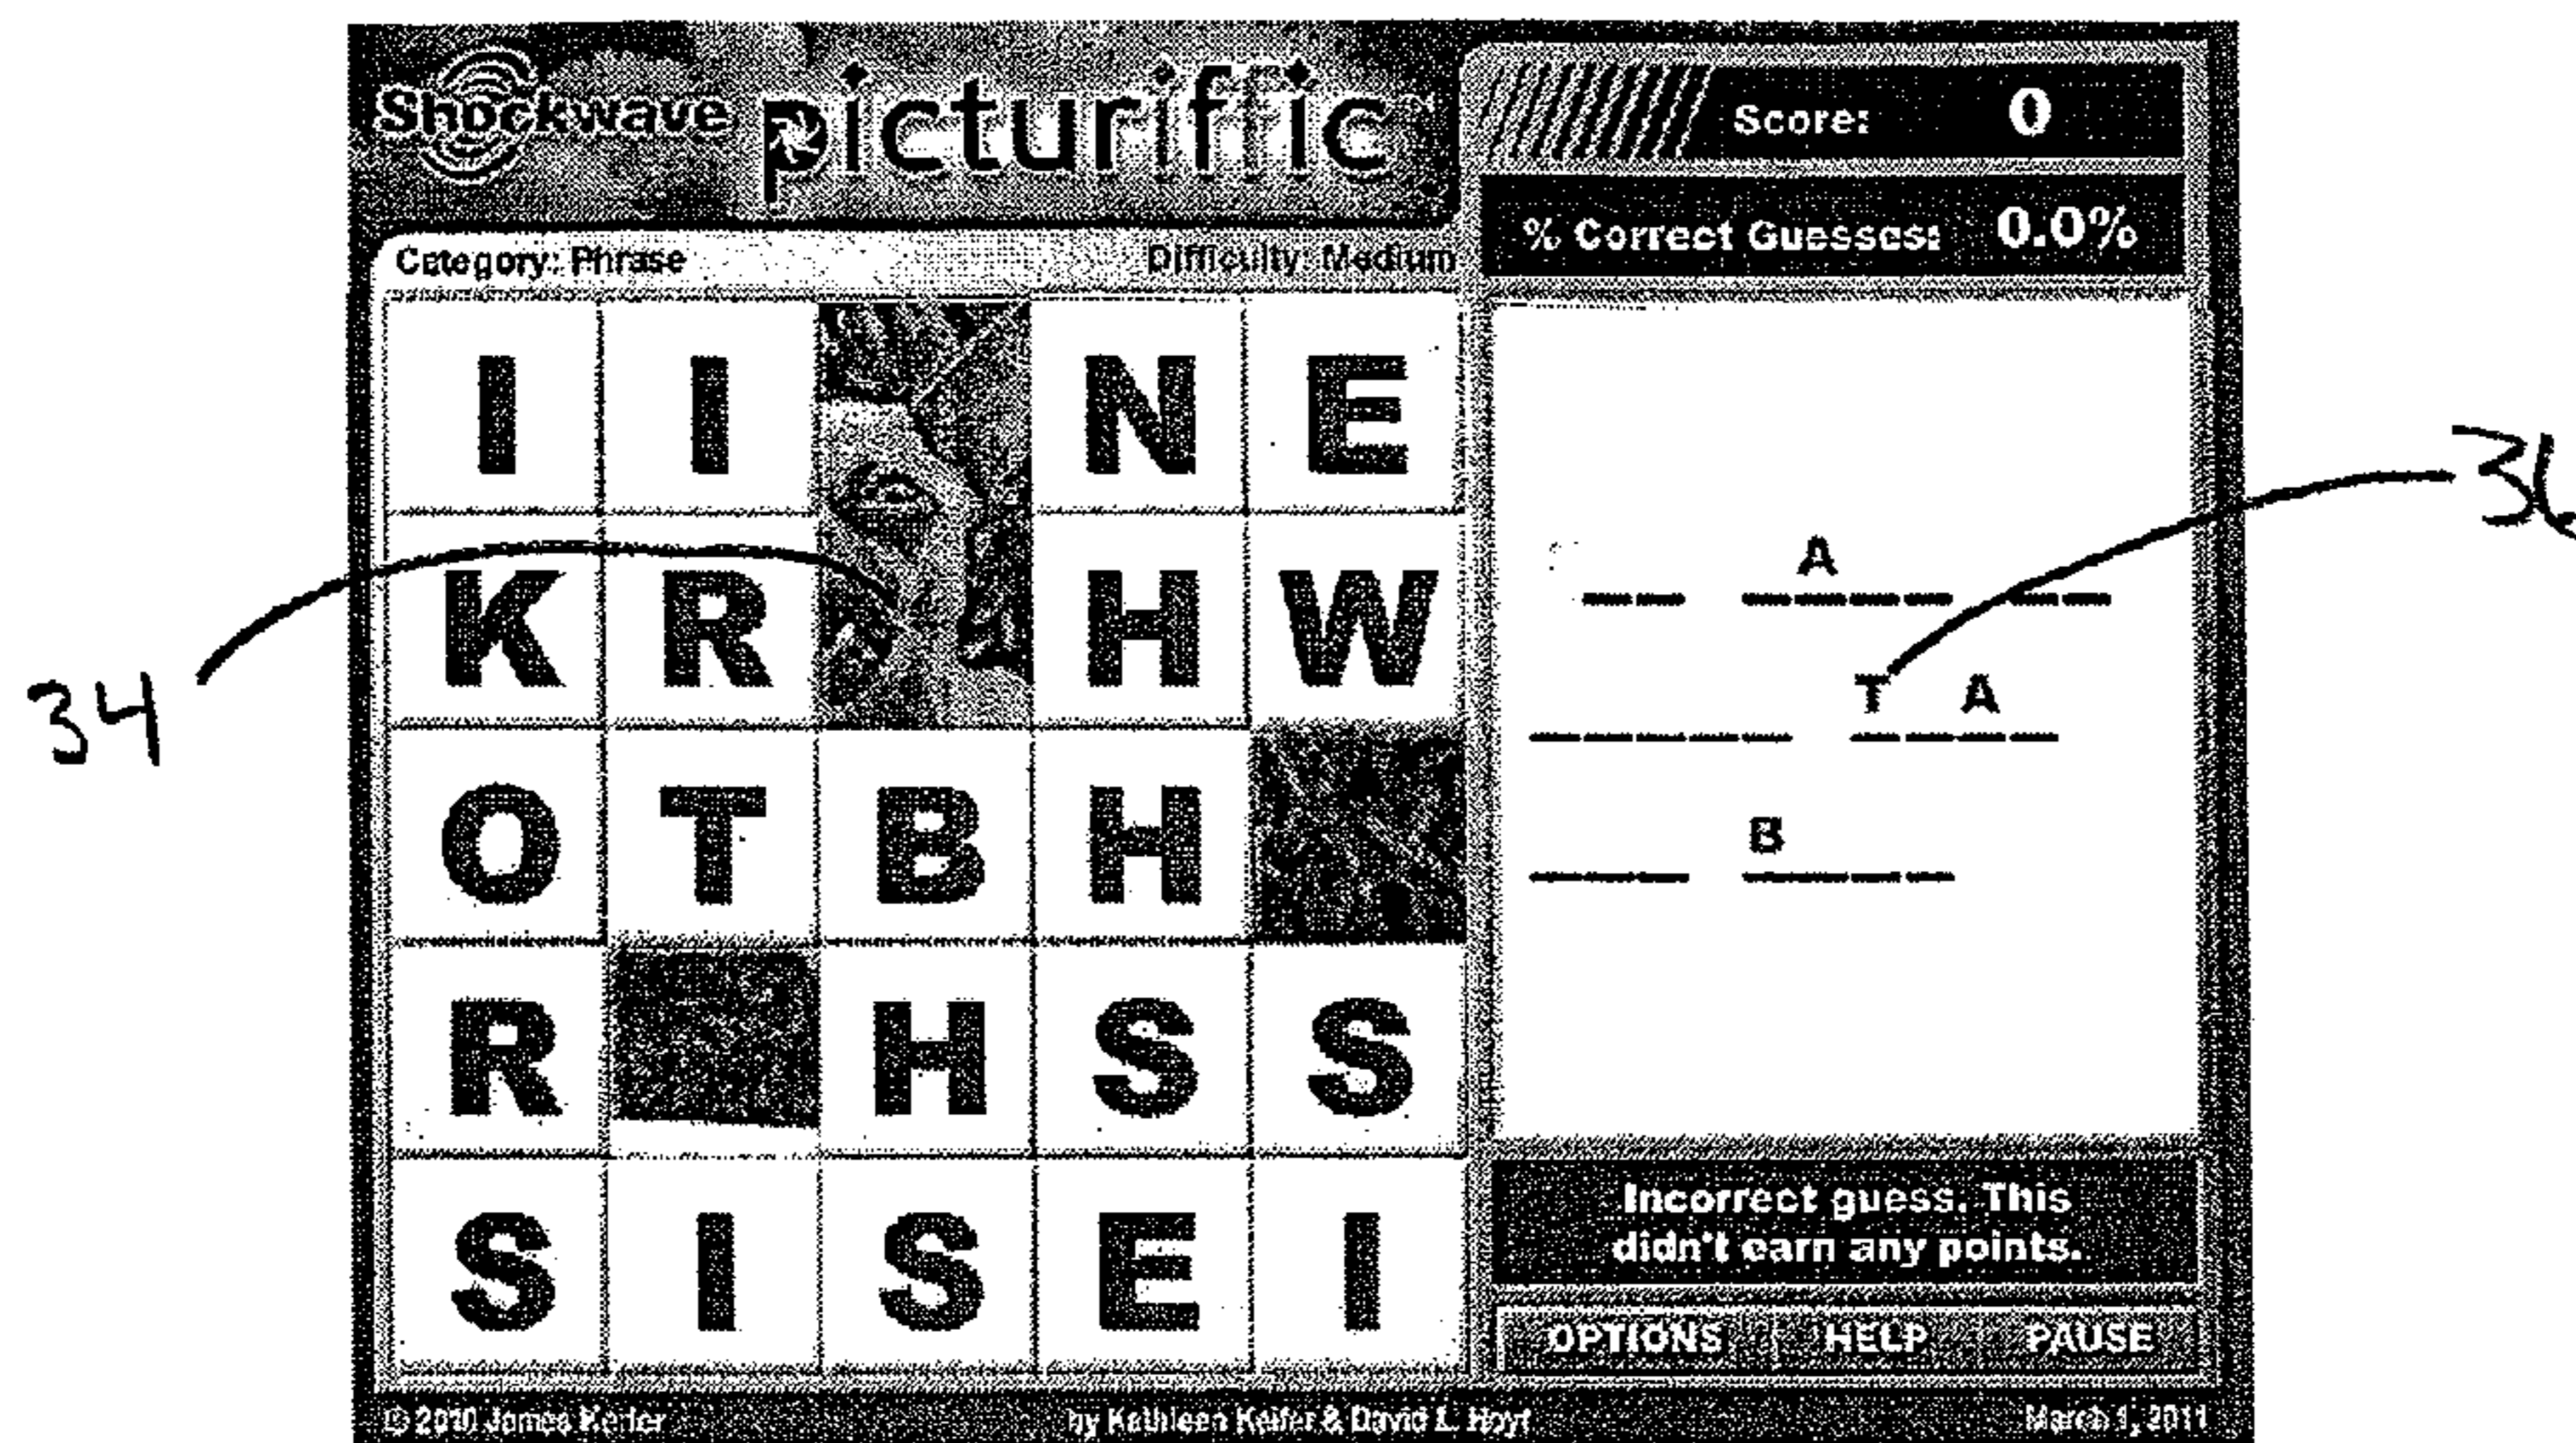 Shockwave picturiffic
Score: 0
% Correct Guesses: 0.0%
Category: Phrase Difficulty: Medium
I I N E
K R H W
O T B H
R H S S
S I S E I
A
T A
B
34
36
Incorrect guess. This
didn't earn any points.
OPTIONS HELP PAUSE
© 2010 James Keifer by Kathleen Keifer & David L. Hoyt March 1, 2011